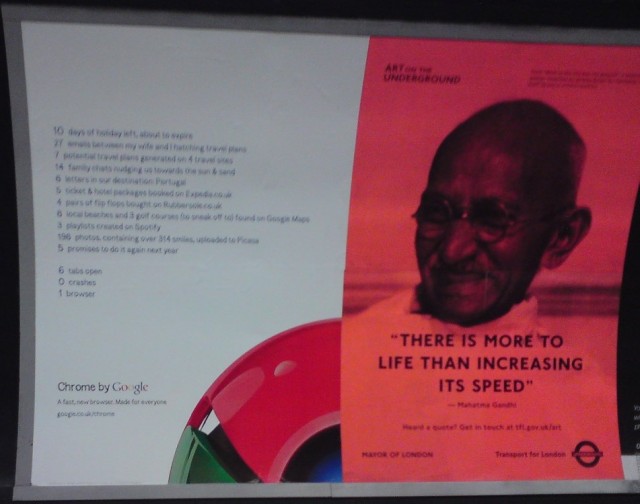 10 days of holiday left, about to expire
27 emails between my wife and I hatching travel plans
7 potential travel plans generated on 4 travel sites
14 family chats nudging us towards the sun & sand
8 letters in our destination: Portugal
5 ticket & hotel packages booked on Expedia.co.uk
4 pairs of flip flops bought on Rubbersole.co.uk
6 local beaches and 3 golf courses (to sneak off to) found on Google Maps
3 playlists created on Spotify
196 photos, containing over 314 smiles, uploaded to Picasa
5 promises to do it again next year
6 tabs open
0 crashes
1 browser
Chrome by Google
A fast, new browser. Made for everyone
google.co.uk/chrome
ART ON THE
UNDERGROUND
"THERE IS MORE TO
LIFE THAN INCREASING
ITS SPEED"
— Mahatma Gandhi
Heard a quote? Get in touch at tfl.gov.uk/art
MAYOR OF LONDON
Transport for London